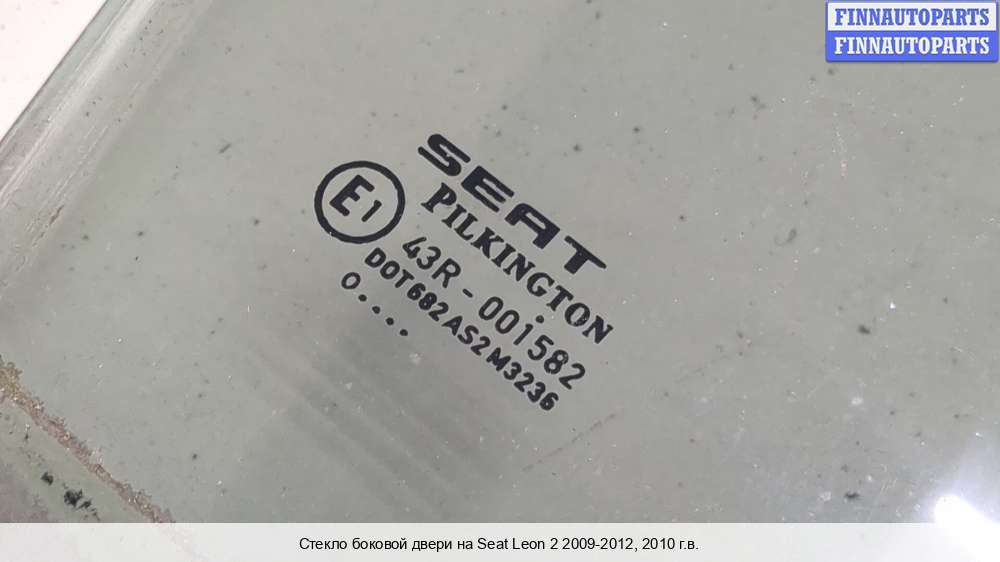 FINNAUTOPARTS
FINNAUTOPARTS
SEAT
PILKINGTON
E1
43R - 001582
DOT682AS2M3236
O....
Стекло боковой двери на Seat Leon 2 2009-2012, 2010 г.в.